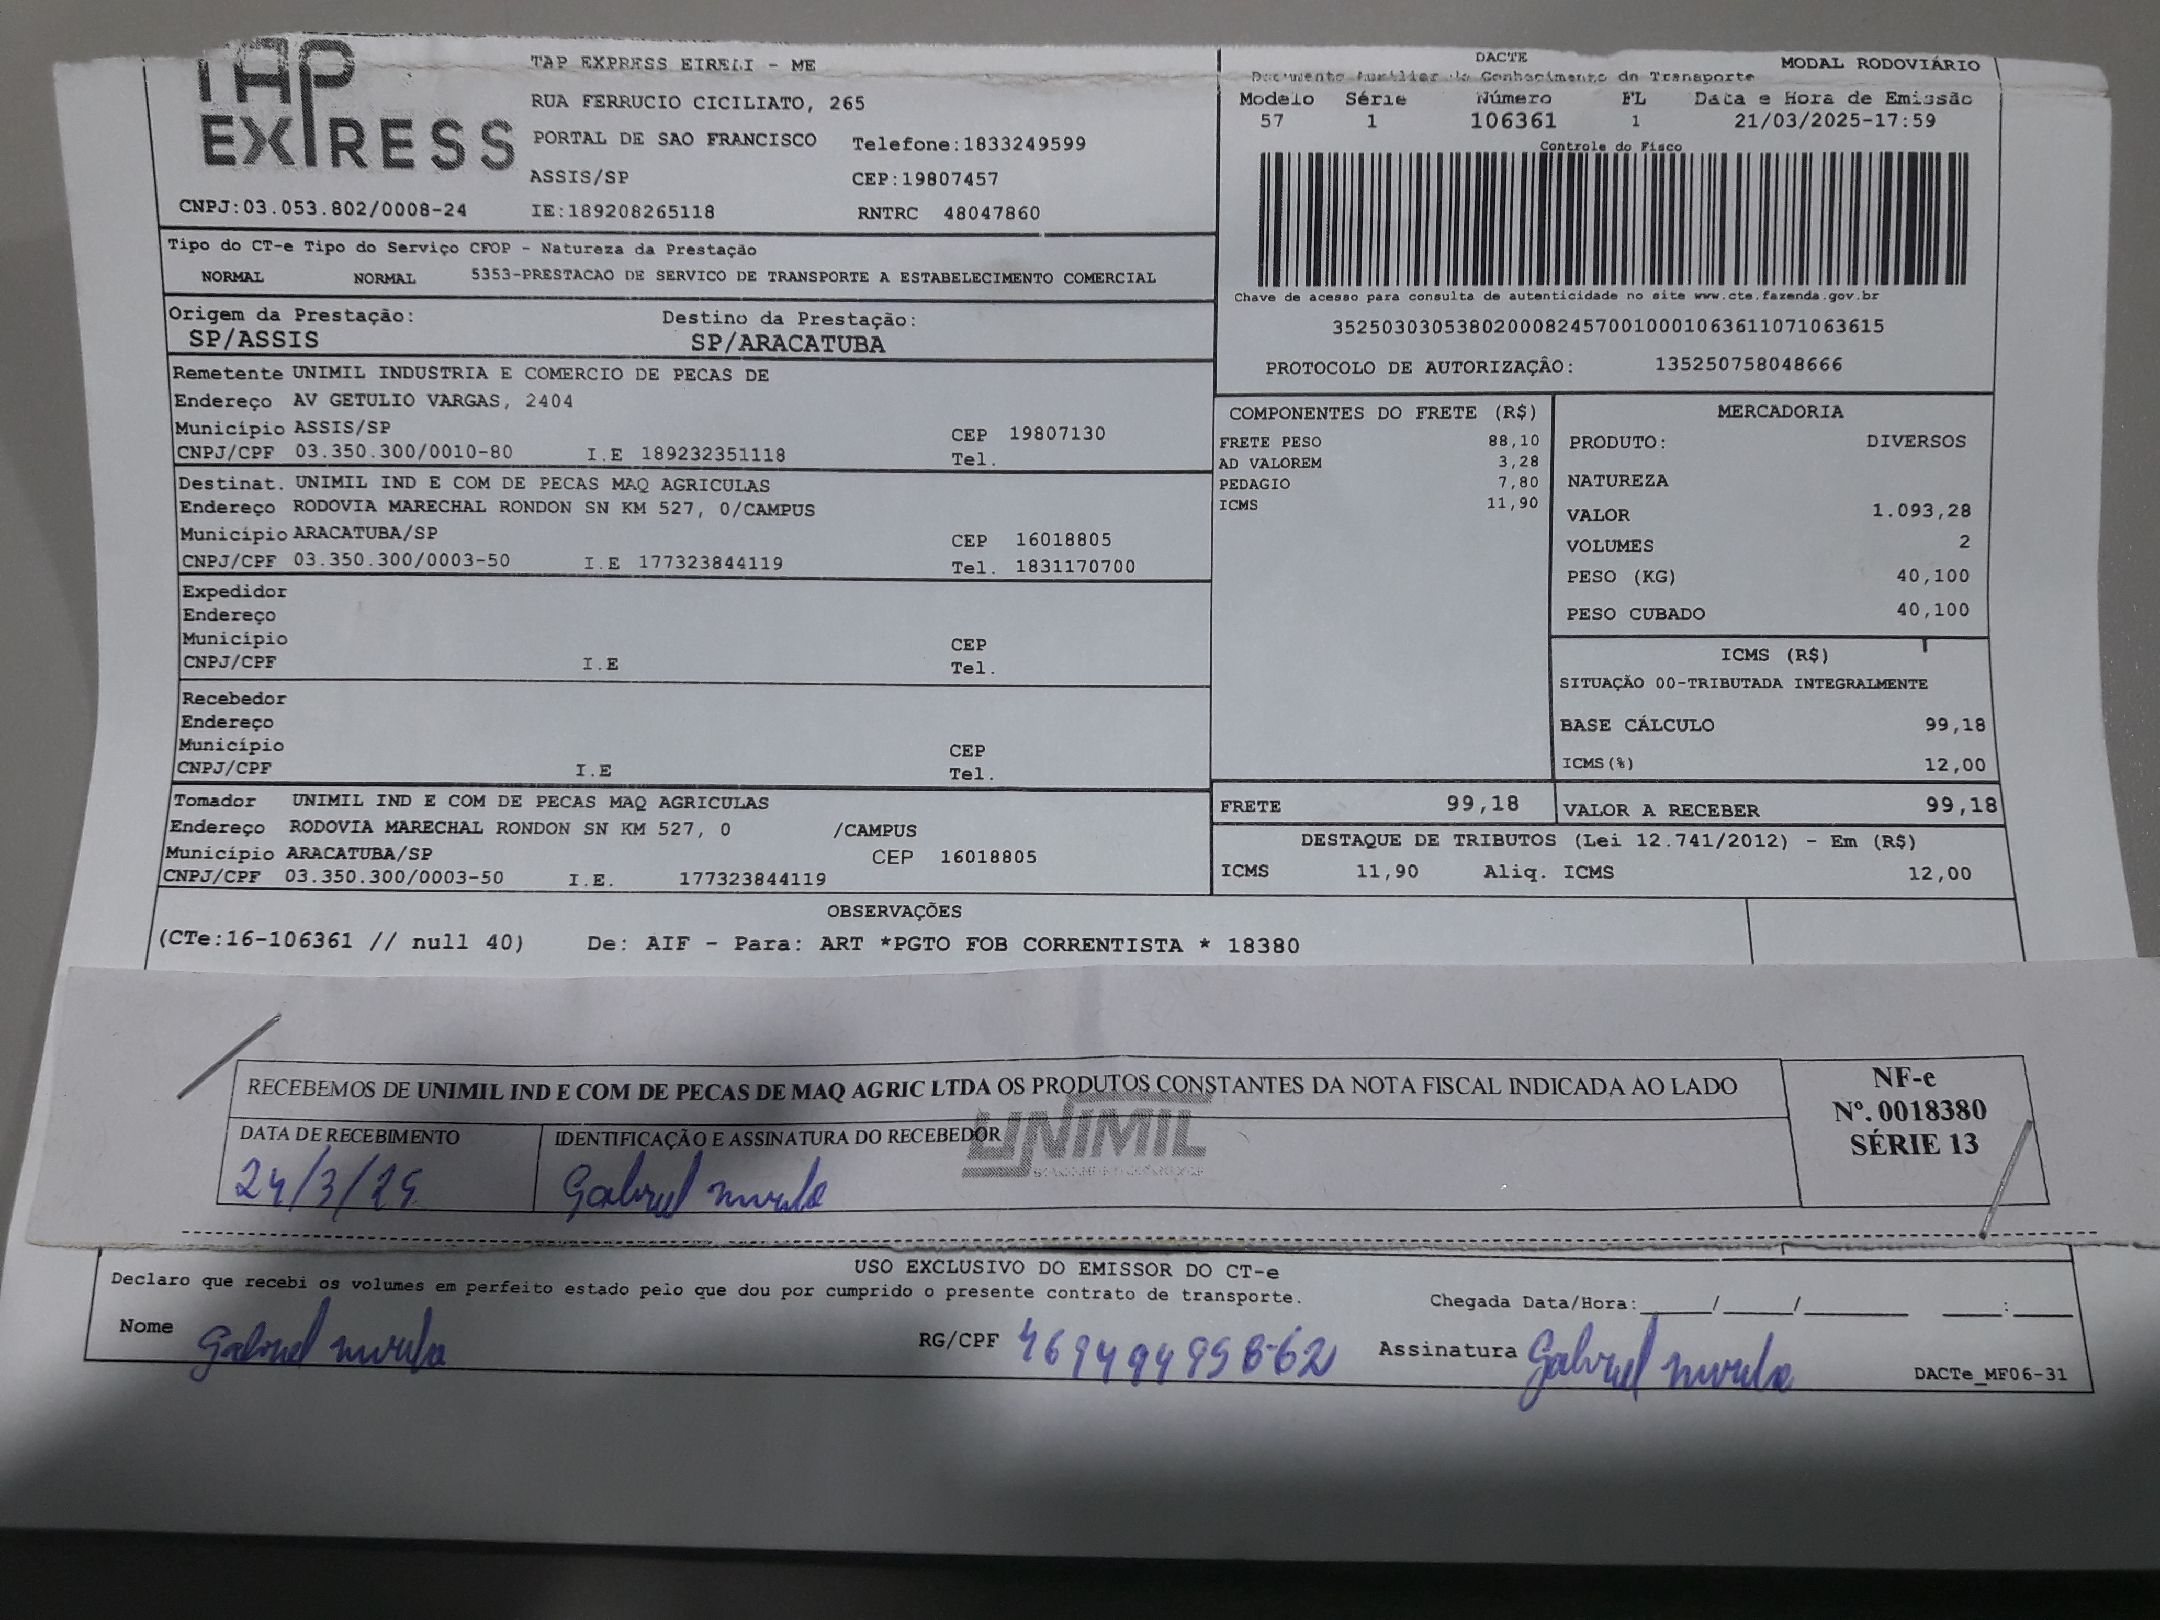 TAP EXPRESS
TAP EXPRESS EIRELI - ME
RUA FERRUCIO CICILIATO, 265
PORTAL DE SAO FRANCISCO Telefone:1833249599
ASSIS/SP CEP:19807457
CNPJ:03.053.802/0008-24 IE:189208265118 RNTRC 48047860
DACTE MODAL RODOVIÁRIO
Documento Auxiliar do Conhecimento de Transporte
Modelo Série Número FL Data e Hora de Emissão
57 1 106361 1 21/03/2025-17:59
Controle do Fisco
Chave de acesso para consulta de autenticidade no site www.cte.fazenda.gov.br
35250303053802000824570010001063611071063615
PROTOCOLO DE AUTORIZAÇÃO: 135250758048666
Tipo do CT-e Tipo do Serviço CFOP - Natureza da Prestação
NORMAL NORMAL 5353-PRESTACAO DE SERVICO DE TRANSPORTE A ESTABELECIMENTO COMERCIAL
Origem da Prestação: Destino da Prestação:
SP/ASSIS SP/ARACATUBA
Remetente UNIMIL INDUSTRIA E COMERCIO DE PECAS DE
Endereço AV GETULIO VARGAS, 2404
Município ASSIS/SP CEP 19807130
CNPJ/CPF 03.350.300/0010-80 I.E 189232351118 Tel.
Destinat. UNIMIL IND E COM DE PECAS MAQ AGRICULAS
Endereço RODOVIA MARECHAL RONDON SN KM 527, 0/CAMPUS
Município ARACATUBA/SP CEP 16018805
CNPJ/CPF 03.350.300/0003-50 I.E 177323844119 Tel. 1831170700
Expedidor
Endereço
Município CEP
CNPJ/CPF I.E Tel.
Recebedor
Endereço
Município CEP
CNPJ/CPF I.E Tel.
Tomador UNIMIL IND E COM DE PECAS MAQ AGRICULAS
Endereço RODOVIA MARECHAL RONDON SN KM 527, 0 /CAMPUS
Município ARACATUBA/SP CEP 16018805
CNPJ/CPF 03.350.300/0003-50 I.E. 177323844119
COMPONENTES DO FRETE (R$)
FRETE PESO 88,10
AD VALOREM 3,28
PEDAGIO 7,80
ICMS 11,90
MERCADORIA
PRODUTO: DIVERSOS
NATUREZA
VALOR 1.093,28
VOLUMES 2
PESO (KG) 40,100
PESO CUBADO 40,100
ICMS (R$)
SITUAÇÃO 00-TRIBUTADA INTEGRALMENTE
BASE CÁLCULO 99,18
ICMS(%) 12,00
FRETE 99,18 VALOR A RECEBER 99,18
DESTAQUE DE TRIBUTOS (Lei 12.741/2012) - Em (R$)
ICMS 11,90 Aliq. ICMS 12,00
OBSERVAÇÕES
(CTe:16-106361 // null 40) De: AIF - Para: ART *PGTO FOB CORRENTISTA * 18380
RECEBEMOS DE UNIMIL IND E COM DE PECAS DE MAQ AGRIC LTDA OS PRODUTOS CONSTANTES DA NOTA FISCAL INDICADA AO LADO
NF-e
Nº. 0018380
SÉRIE 13
DATA DE RECEBIMENTO IDENTIFICAÇÃO E ASSINATURA DO RECEBEDOR
UNIMIL
24/3/25 Gabriel
USO EXCLUSIVO DO EMISSOR DO CT-e
Declaro que recebi os volumes em perfeito estado pelo que dou por cumprido o presente contrato de transporte.
Chegada Data/Hora:_____/_____/_______ ____:____
Nome Gabriel RG/CPF 46949499862 Assinatura Gabriel
DACTe_MF06-31